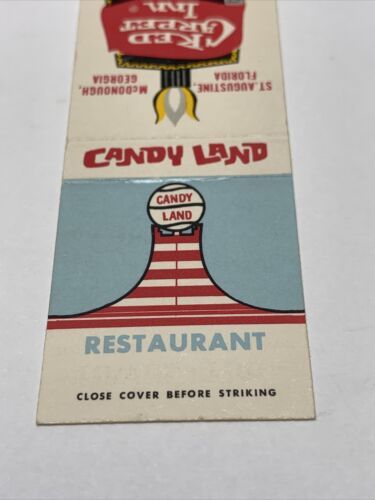 RED
CARPET
INN
ST. AUGUSTINE,
FLORIDA
McDONOUGH,
GEORGIA
CANDY LAND
CANDY
LAND
RESTAURANT
CLOSE COVER BEFORE STRIKING